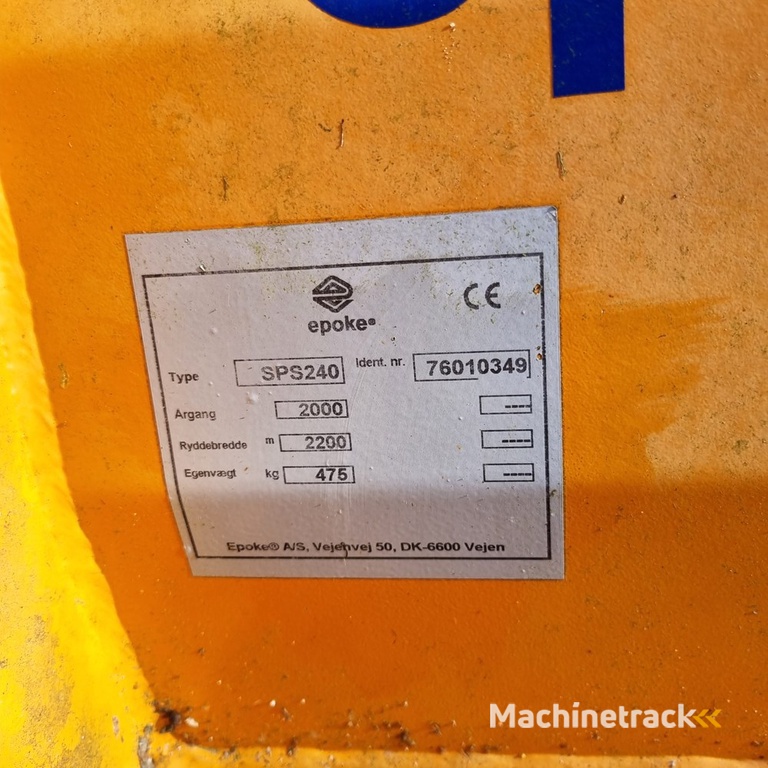 CE
epoke®
Type SPS240 Ident. nr. 76010349
Argang 2000 ----
Ryddebredde m 2200 ----
Egenvægt kg 475 ----
Epoke® A/S, Vejenvej 50, DK-6600 Vejen
Machinetrack